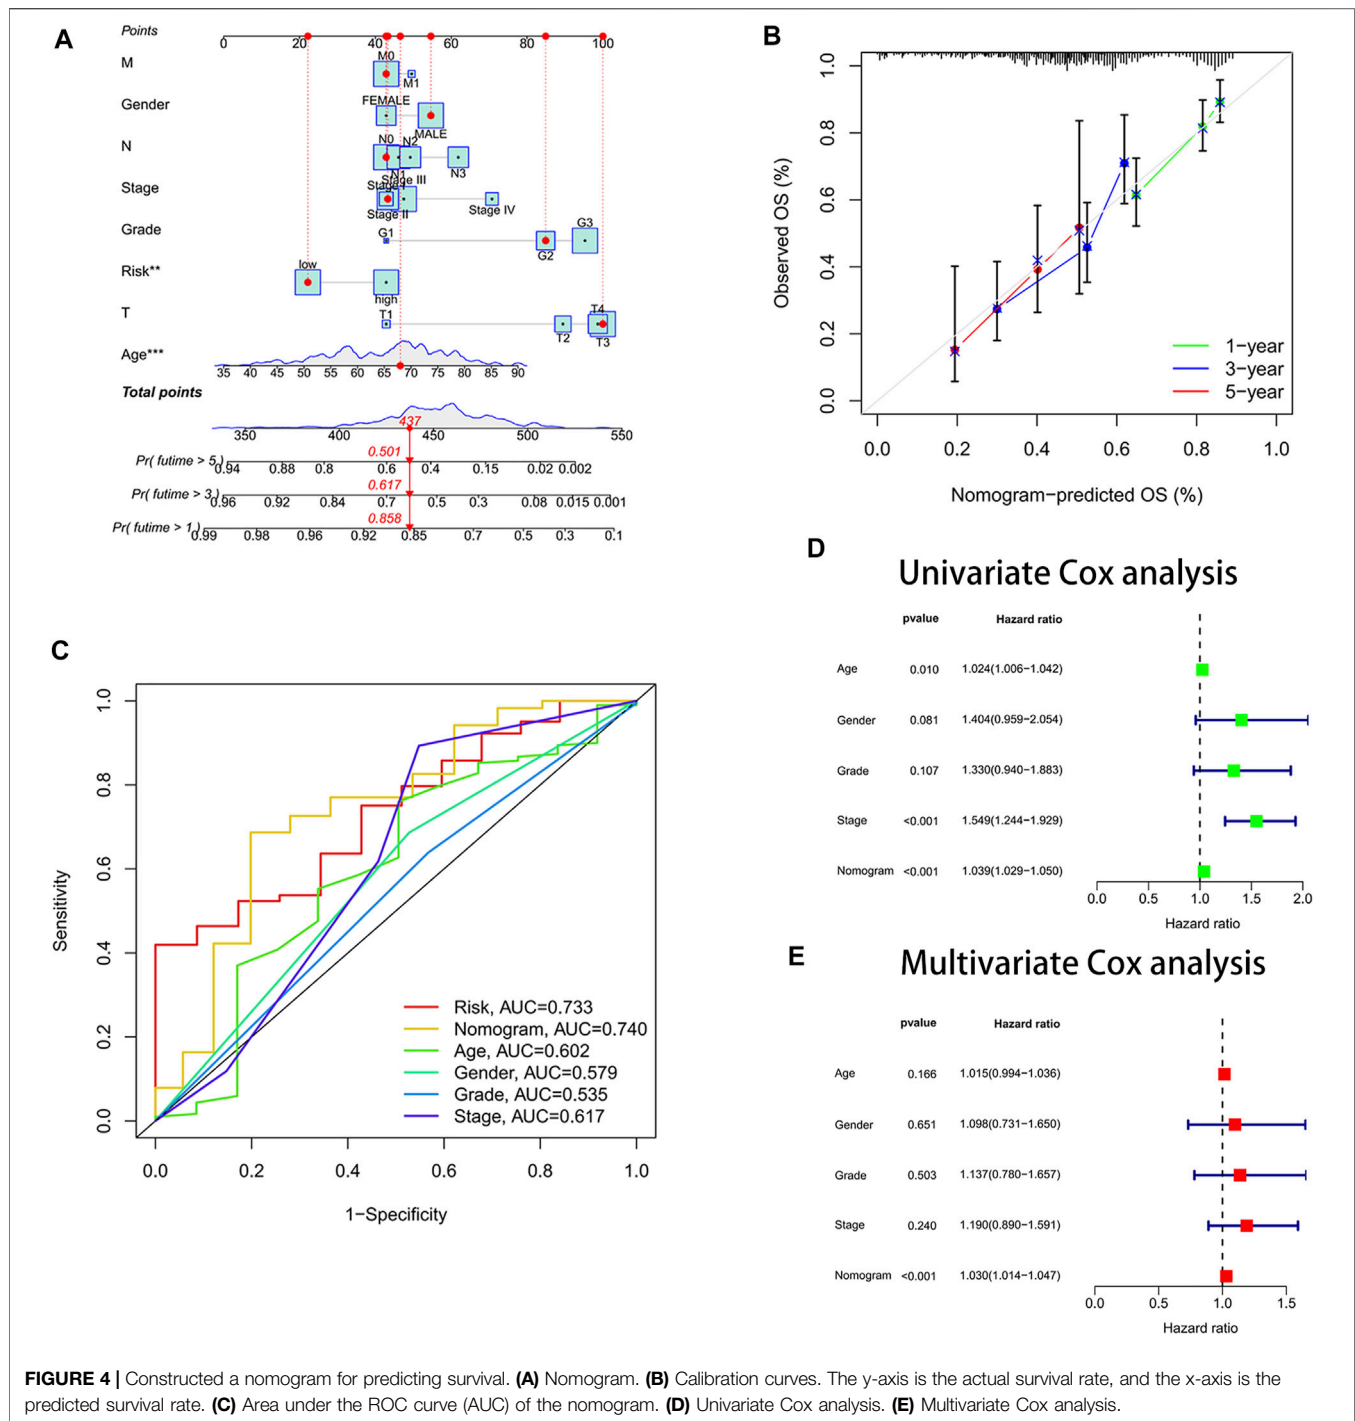 A
Points
0 20 40 60 80 100
M
M0
M1
Gender
FEMALE
MALE
N
N0
N2
N1
N3
Stage
Stage III
Stage I
Stage II
Stage IV
Grade
G1
G2
G3
Risk**
low
high
T
T1
T2
T4
T3
Age***
35 40 45 50 55 60 65 70 75 80 85 90
Total points
437
350 400 450 500 550
0.501
Pr( futime > 5 )
0.94 0.88 0.8 0.6 0.4 0.15 0.02 0.002
0.617
Pr( futime > 3 )
0.96 0.92 0.84 0.7 0.5 0.3 0.08 0.015 0.001
0.858
Pr( futime > 1 )
0.99 0.98 0.96 0.92 0.85 0.7 0.5 0.3 0.1
B
Observed OS (%)
1.0
0.8
0.6
0.4
0.2
0.0
1−year
3−year
5−year
0.0 0.2 0.4 0.6 0.8 1.0
Nomogram−predicted OS (%)
C
Sensitivity
1.0
0.8
0.6
0.4
0.2
0.0
Risk, AUC=0.733
Nomogram, AUC=0.740
Age, AUC=0.602
Gender, AUC=0.579
Grade, AUC=0.535
Stage, AUC=0.617
0.0 0.2 0.4 0.6 0.8 1.0
1−Specificity
D
Univariate Cox analysis
pvalue Hazard ratio
Age 0.010 1.024(1.006−1.042)
Gender 0.081 1.404(0.959−2.054)
Grade 0.107 1.330(0.940−1.883)
Stage <0.001 1.549(1.244−1.929)
Nomogram <0.001 1.039(1.029−1.050)
0.0 0.5 1.0 1.5 2.0
Hazard ratio
E
Multivariate Cox analysis
pvalue Hazard ratio
Age 0.166 1.015(0.994−1.036)
Gender 0.651 1.098(0.731−1.650)
Grade 0.503 1.137(0.780−1.657)
Stage 0.240 1.190(0.890−1.591)
Nomogram <0.001 1.030(1.014−1.047)
0.0 0.5 1.0 1.5
Hazard ratio
FIGURE 4 | Constructed a nomogram for predicting survival. (A) Nomogram. (B) Calibration curves. The y-axis is the actual survival rate, and the x-axis is the
predicted survival rate. (C) Area under the ROC curve (AUC) of the nomogram. (D) Univariate Cox analysis. (E) Multivariate Cox analysis.